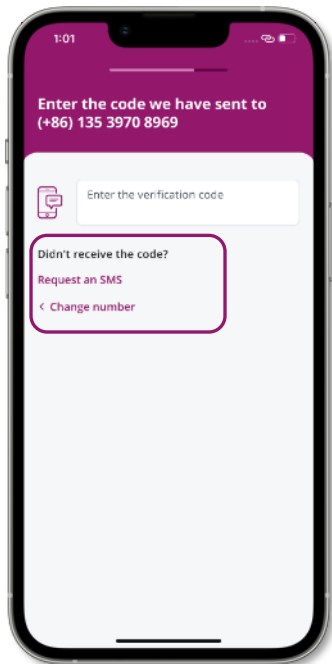 1:01
Enter the code we have sent to
(+86) 135 3970 8969
Enter the verification code
Didn't receive the code?
Request an SMS
< Change number